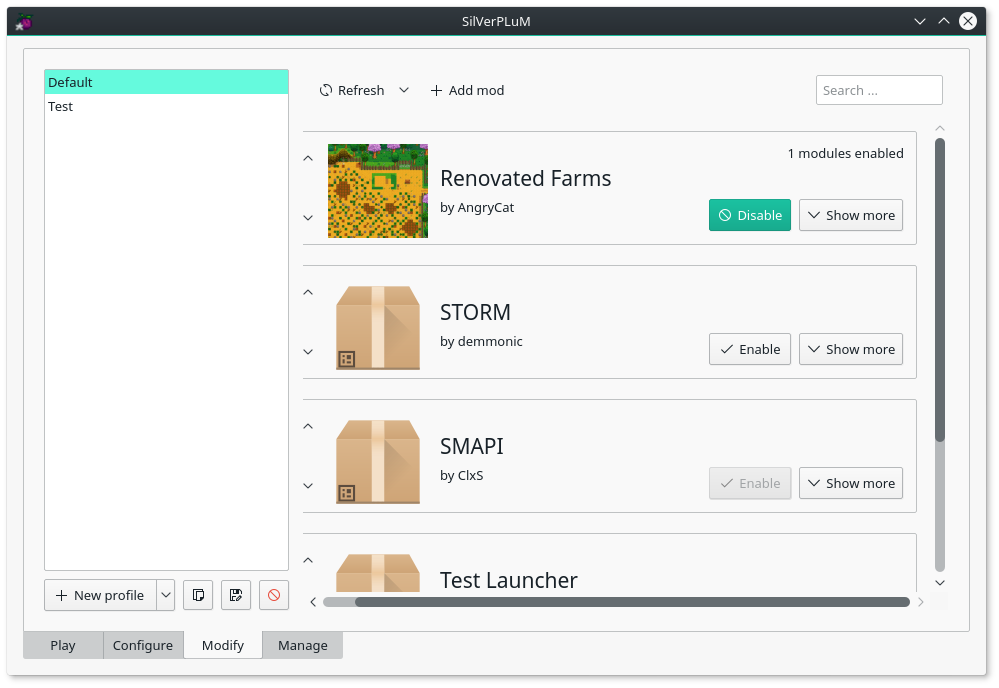 SilVerPLuM
Default
Test
New profile
Refresh
Add mod
Search ...
1 modules enabled
Renovated Farms
by AngryCat
Disable
Show more
STORM
by demmonic
Enable
Show more
SMAPI
by ClxS
Enable
Show more
Test Launcher
Play
Configure
Modify
Manage